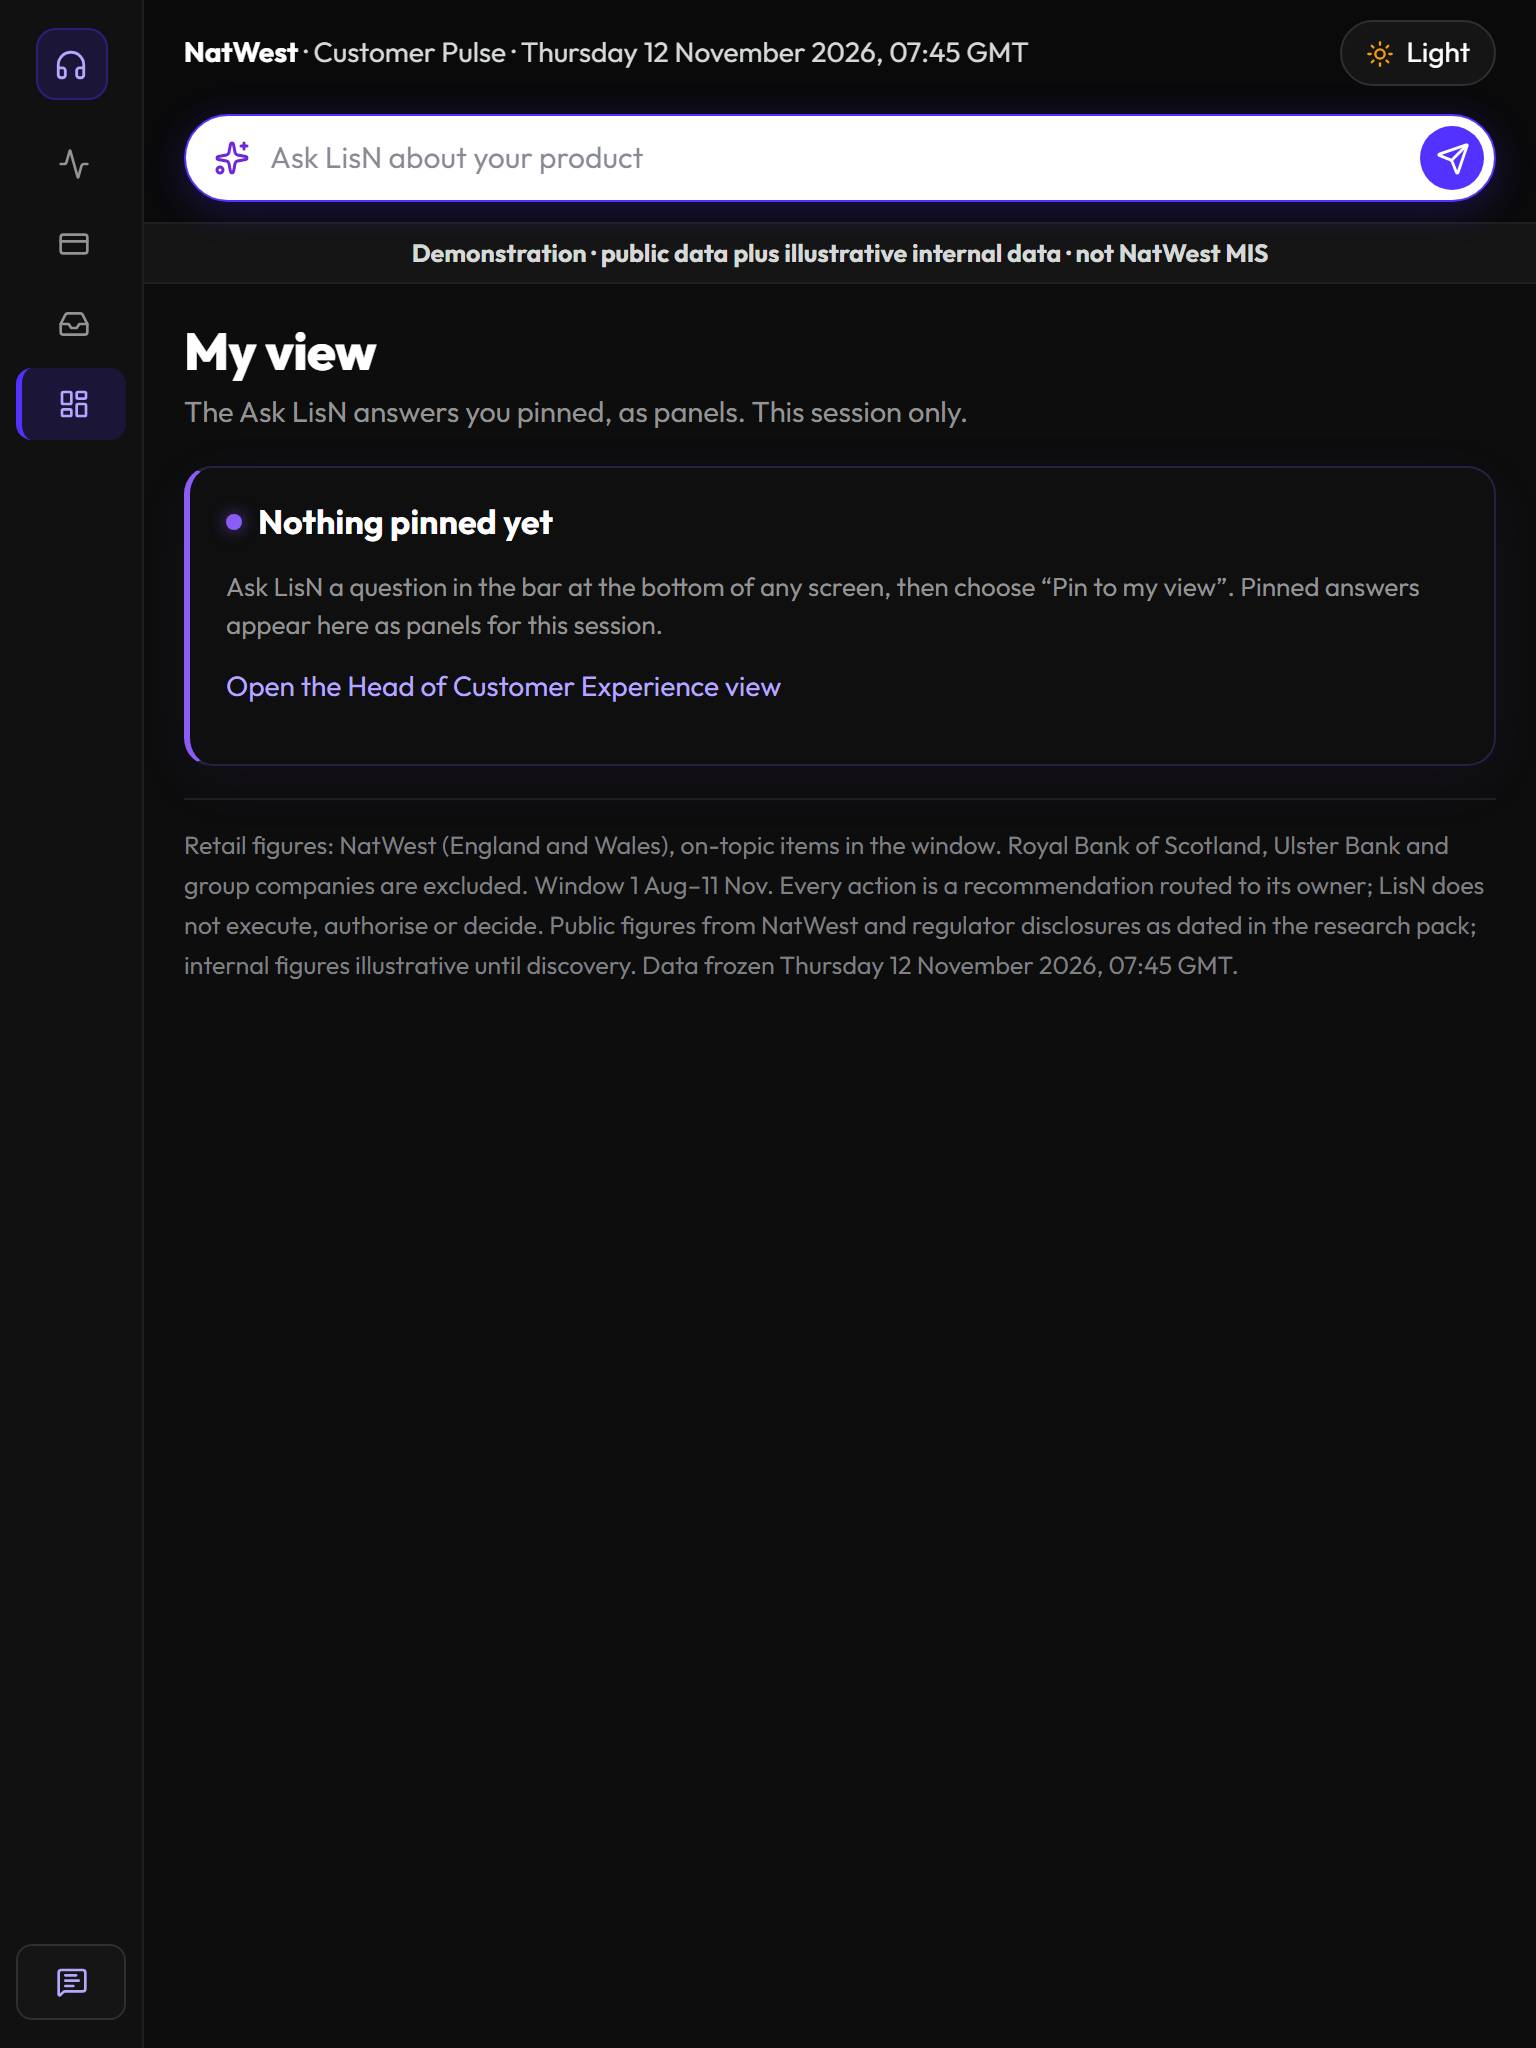 NatWest · Customer Pulse · Thursday 12 November 2026, 07:45 GMT
Light
Ask LisN about your product
Demonstration · public data plus illustrative internal data · not NatWest MIS
My view
The Ask LisN answers you pinned, as panels. This session only.
Nothing pinned yet
Ask LisN a question in the bar at the bottom of any screen, then choose “Pin to my view”. Pinned answers
appear here as panels for this session.
Open the Head of Customer Experience view
Retail figures: NatWest (England and Wales), on-topic items in the window. Royal Bank of Scotland, Ulster Bank and
group companies are excluded. Window 1 Aug–11 Nov. Every action is a recommendation routed to its owner; LisN does
not execute, authorise or decide. Public figures from NatWest and regulator disclosures as dated in the research pack;
internal figures illustrative until discovery. Data frozen Thursday 12 November 2026, 07:45 GMT.